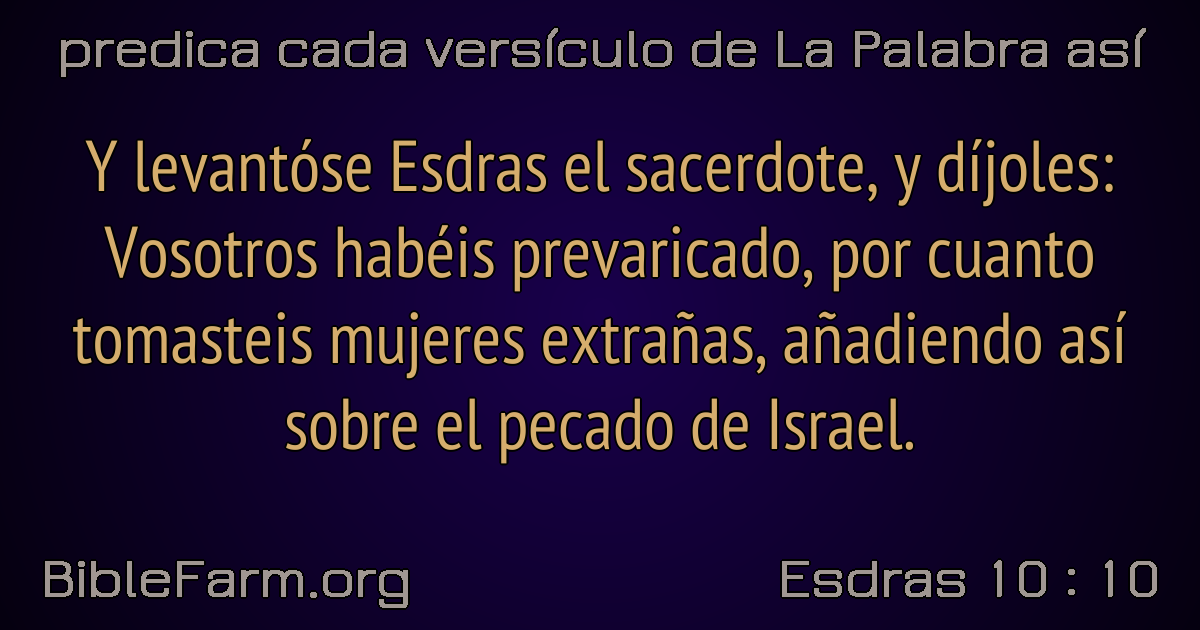 predica cada versículo de La Palabra así
Y levantóse Esdras el sacerdote, y díjoles:
Vosotros habéis prevaricado, por cuanto
tomasteis mujeres extrañas, añadiendo así
sobre el pecado de Israel.
BibleFarm.org
Esdras 10 : 10